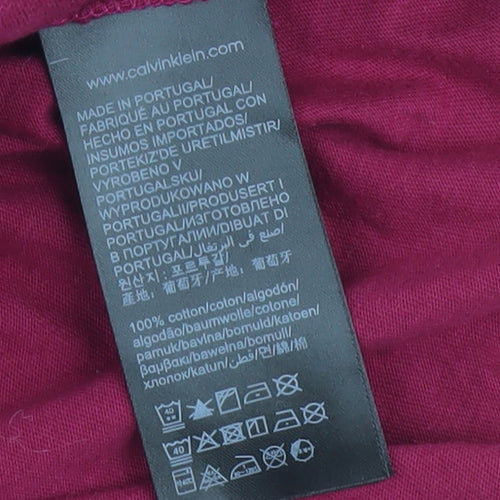 www.calvinklein.com
MADE IN PORTUGAL/
FABRIQUÉ AU PORTUGAL/
HECHO EN PORTUGAL CON
INSUMOS IMPORTADOS/
PORTEKIZ'DE URETILMISTIR/
VYROBENO V
PORTUGALSKU/
WYPRODUKOWANO W
PORTUGALII/PRODUSERT I
PORTUGAL/ИЗГОТОВЛЕНО
В ПОРТУГАЛИИ/DIBUAT DI
PORTUGAL/صنع في البرتغال/
원산지: 포르투갈/
產地: 葡萄牙/产地: 葡萄牙
100% cotton/coton/algodón/
algodão/baumwolle/cotone/
pamuk/bavlna/bomuld/katoen/
βαμβακι/bawełna/bomull/
хлопок/katun/قطن/면/綿/棉
40
40